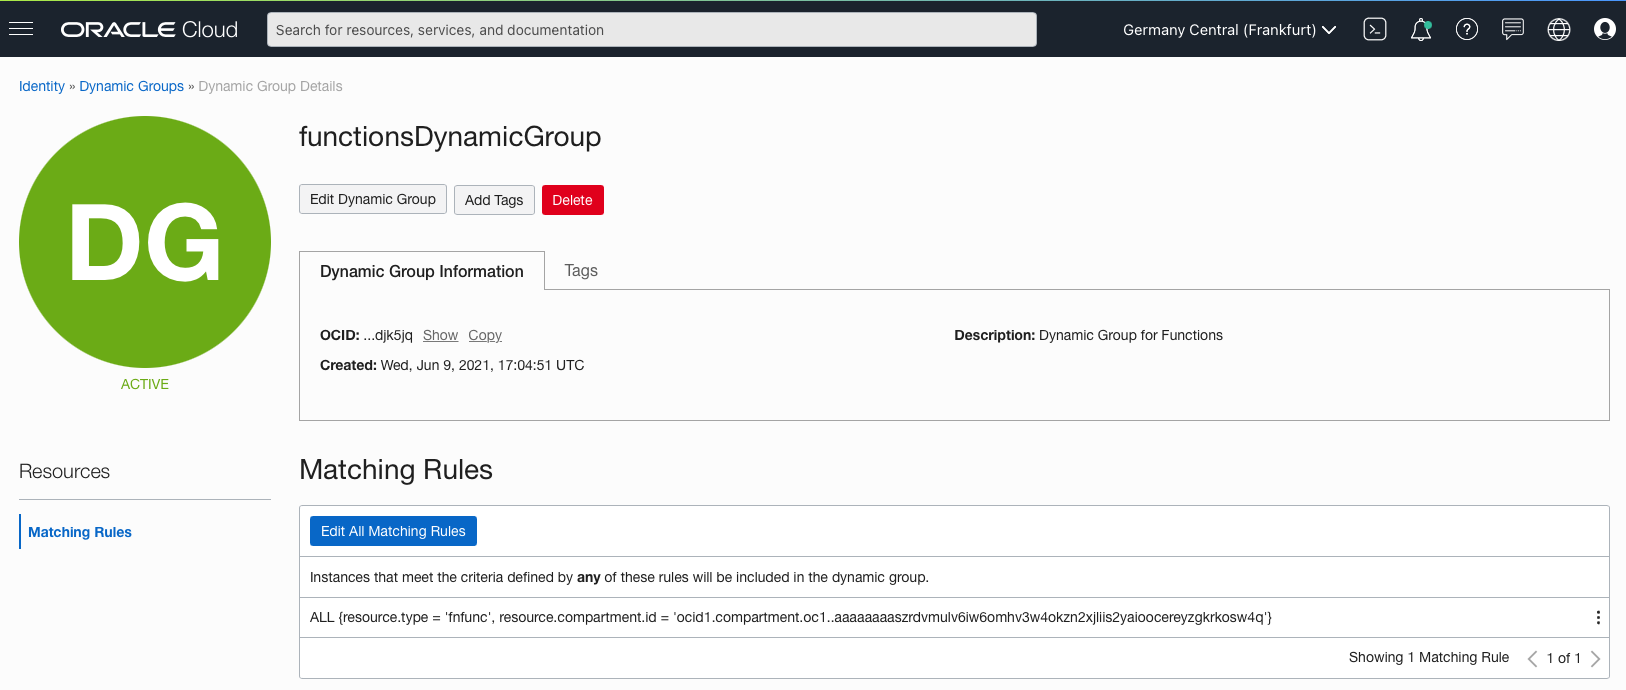 ORACLE Cloud
Search for resources, services, and documentation
Germany Central (Frankfurt)
Identity » Dynamic Groups » Dynamic Group Details
DG
ACTIVE
functionsDynamicGroup
Edit Dynamic Group
Add Tags
Delete
Dynamic Group Information
Tags
OCID: ...djk5jq Show Copy
Description: Dynamic Group for Functions
Created: Wed, Jun 9, 2021, 17:04:51 UTC
Resources
Matching Rules
Matching Rules
Edit All Matching Rules
Instances that meet the criteria defined by any of these rules will be included in the dynamic group.
ALL {resource.type = 'fnfunc', resource.compartment.id = 'ocid1.compartment.oc1..aaaaaaaaszrdvmulv6iw6omhv3w4okzn2xjliis2yaioocereyzgkrkosw4q'}
Showing 1 Matching Rule
1 of 1